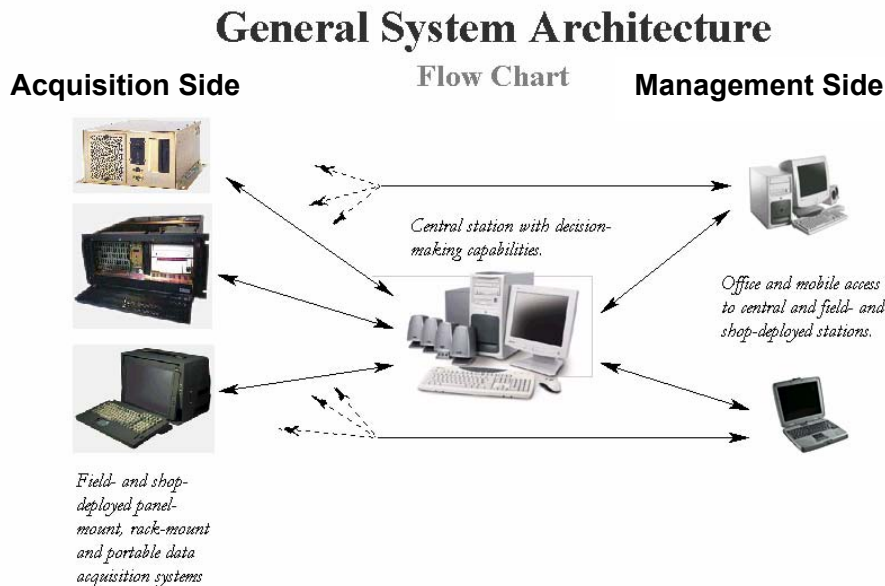 General System Architecture
Flow Chart
Acquisition Side
Management Side
Central station with decision-
making capabilities.
Office and mobile access
to central and field- and
shop-deployed stations.
Field- and shop-
deployed panel-
mount, rack-mount
and portable data
acquisition systems